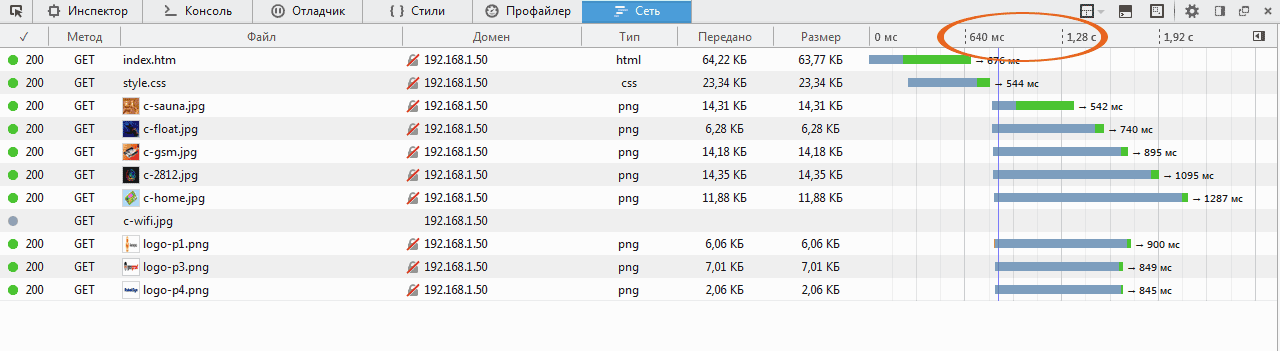 Инспектор Консоль Отладчик { } Стили Профайлер Сеть
✓ Метод Файл Домен Тип Передано Размер 0 мс 640 мс 1,28 с 1,92 с
200 GET index.htm 192.168.1.50 html 64,22 КБ 63,77 КБ → 676 мс
200 GET style.css 192.168.1.50 css 23,34 КБ 23,34 КБ → 544 мс
200 GET c-sauna.jpg 192.168.1.50 png 14,31 КБ 14,31 КБ → 542 мс
200 GET c-float.jpg 192.168.1.50 png 6,28 КБ 6,28 КБ → 740 мс
200 GET c-gsm.jpg 192.168.1.50 png 14,18 КБ 14,18 КБ → 895 мс
200 GET c-2812.jpg 192.168.1.50 png 14,35 КБ 14,35 КБ → 1095 мс
200 GET c-home.jpg 192.168.1.50 png 11,88 КБ 11,88 КБ → 1287 мс
GET c-wifi.jpg 192.168.1.50
200 GET logo-p1.png 192.168.1.50 png 6,06 КБ 6,06 КБ → 900 мс
200 GET logo-p3.png 192.168.1.50 png 7,01 КБ 7,01 КБ → 849 мс
200 GET logo-p4.png 192.168.1.50 png 2,06 КБ 2,06 КБ → 845 мс